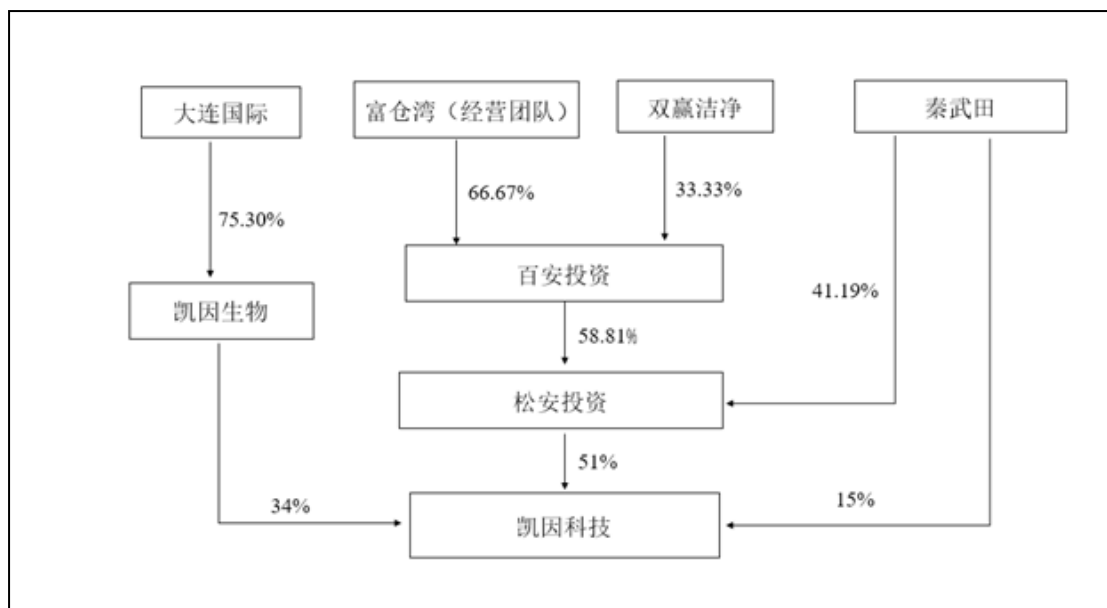 大连国际
富仓湾（经营团队）
双赢洁净
秦武田
66.67%
33.33%
75.30%
百安投资
凯因生物
41.19%
58.81%
松安投资
51%
34%
15%
凯因科技